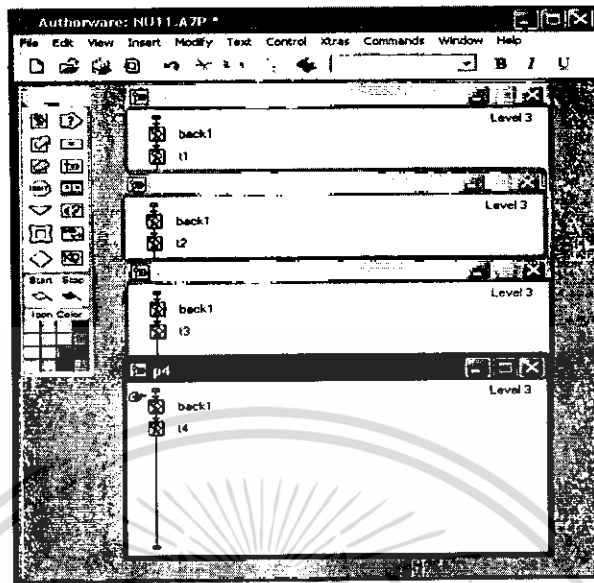 Authorware: NU11.A7P *
File Edit View Insert Modify Text Control Xtras Commands Window Help
B I U
Level 3
back1
t1
Level 3
back1
t2
Start Stop
Level 3
back1
Icon Color
t3
p4
Level 3
back1
t4